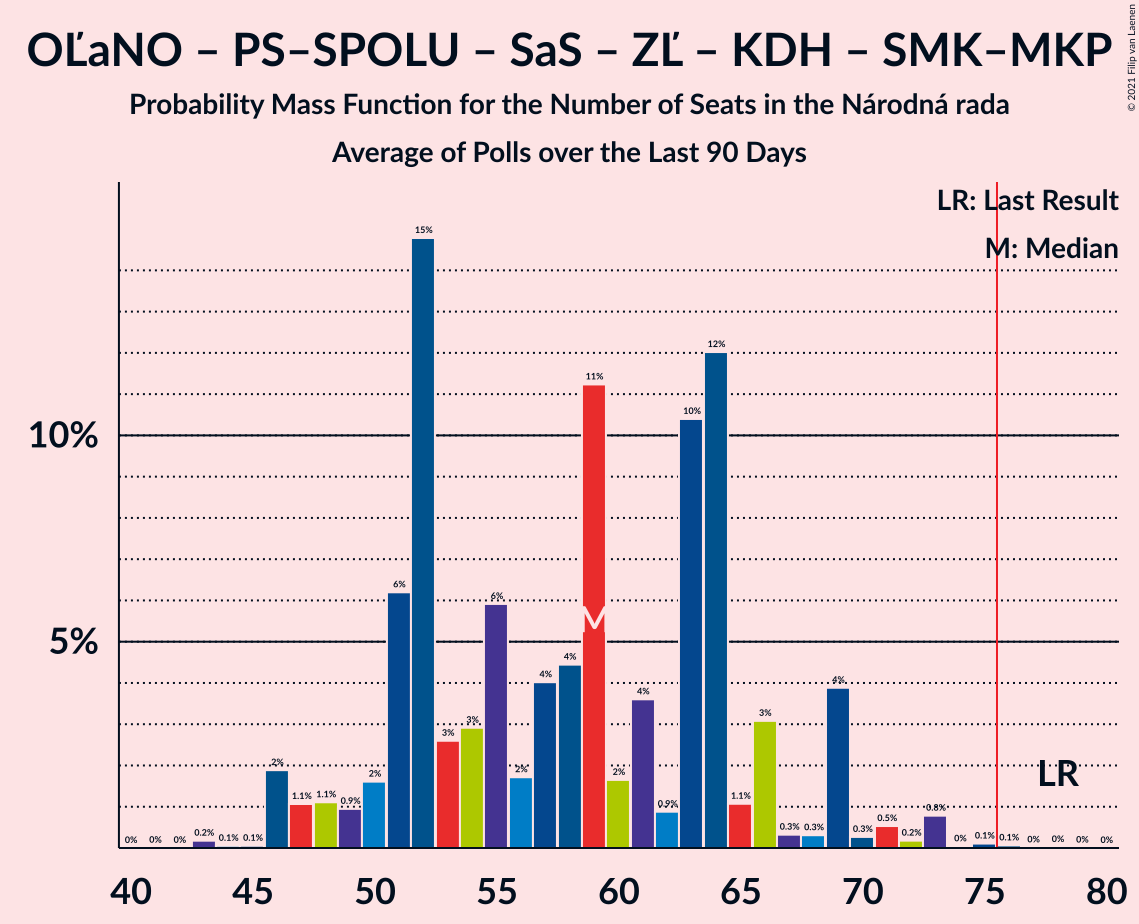 OĽaNO – PS–SPOLU – SaS – ZĽ – KDH – SMK–MKP
Probability Mass Function for the Number of Seats in the Národná rada
Average of Polls over the Last 90 Days
© 2021 Filip van Laenen
LR: Last Result
M: Median
10%
5%
0% 0% 0% 0.2% 0.1% 0.1% 2% 1.1% 1.1% 0.9% 2% 6% 15% 3% 3% 6% 2% 4% 4% 11% 2% 4% 0.9% 10% 12% 1.1% 3% 0.3% 0.3% 4% 0.3% 0.5% 0.2% 0.8% 0% 0.1% 0.1% 0% 0% 0% 0%
M
LR
40 45 50 55 60 65 70 75 80